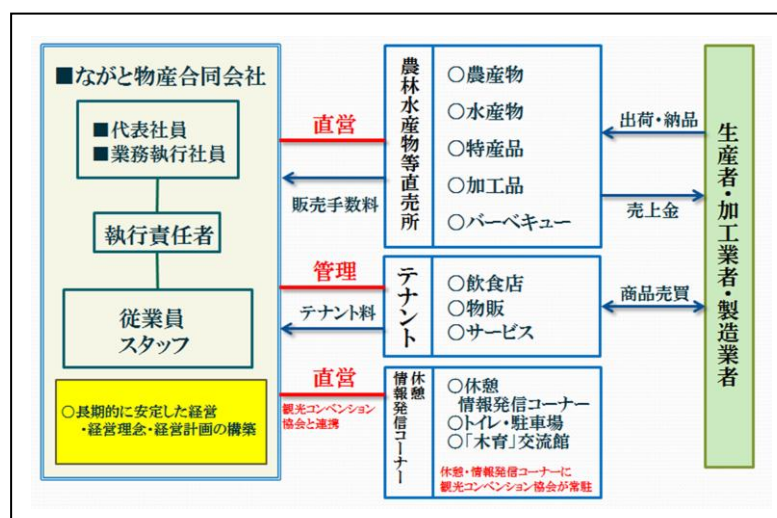 ■ながと物産合同会社
■代表社員
■業務執行社員
執行責任者
従業員
スタッフ
○長期的に安定した経営
・経営理念・経営計画の構築
直営
販売手数料
管理
テナント料
直営
観光コンベンション
協会と連携
農林水産物等直売所
○農産物
○水産物
○特産品
○加工品
○バーベキュー
テナント
○飲食店
○物販
○サービス
休憩
情報発信コーナー
○休憩
情報発信コーナー
○トイレ・駐車場
○「木育」交流館
休憩・情報発信コーナーに
観光コンベンション協会が常駐
出荷・納品
売上金
商品売買
生産者・加工業者・製造業者